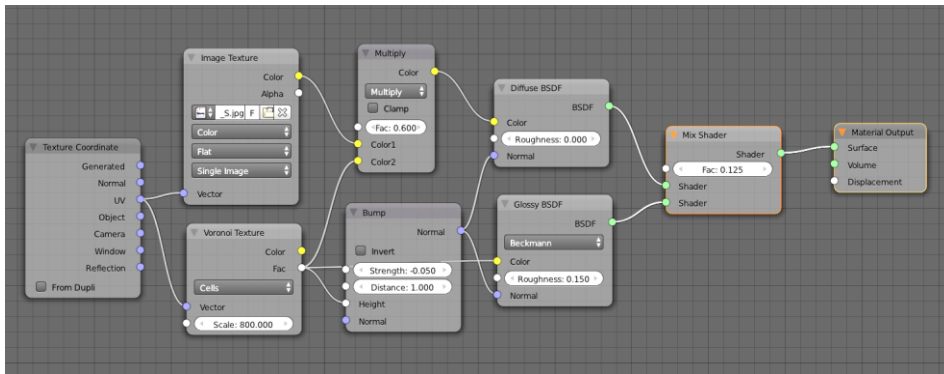 Texture Coordinate
Generated
Normal
UV
Object
Camera
Window
Reflection
From Dupli
Image Texture
Color
Alpha
_S.jpg F
Color
Flat
Single Image
Vector
Voronoi Texture
Color
Fac
Cells
Vector
Scale: 800.000
Multiply
Color
Multiply
Clamp
Fac: 0.600
Color1
Color2
Bump
Normal
Invert
Strength: -0.050
Distance: 1.000
Height
Normal
Diffuse BSDF
BSDF
Color
Roughness: 0.000
Normal
Glossy BSDF
BSDF
Beckmann
Color
Roughness: 0.150
Normal
Mix Shader
Shader
Fac: 0.125
Shader
Shader
Material Output
Surface
Volume
Displacement